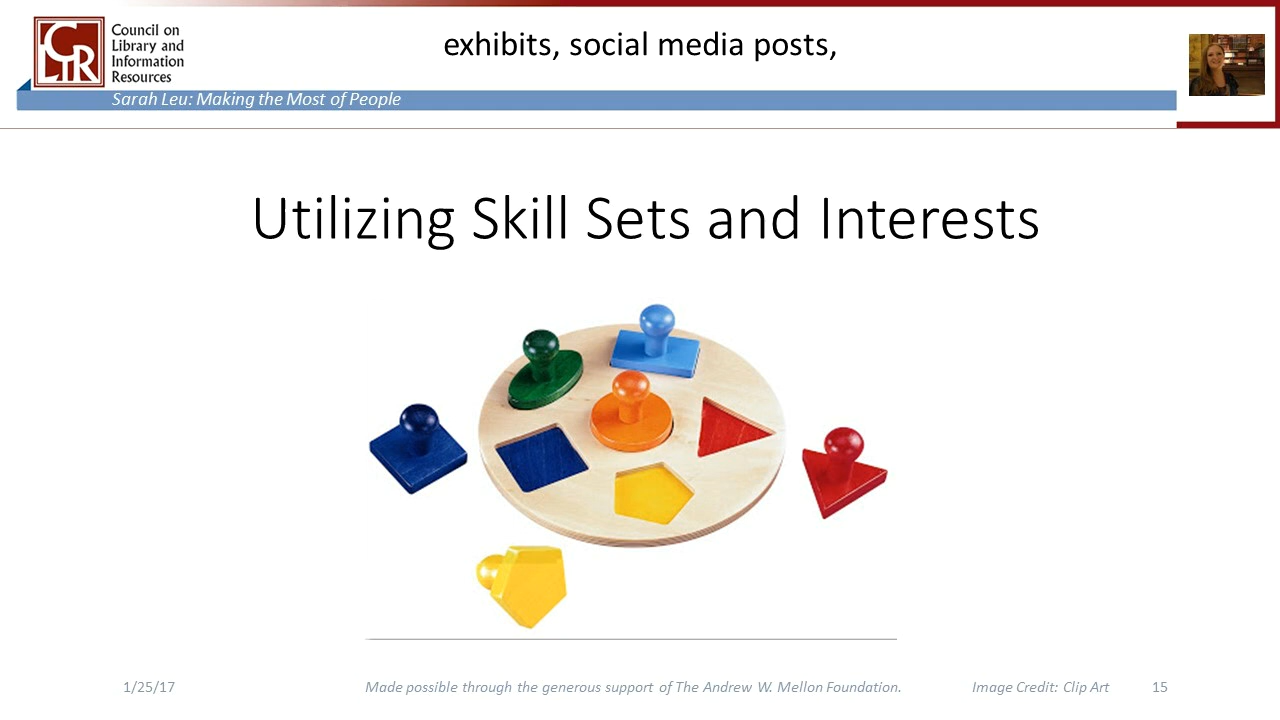 CLIR
Council on
Library and
Information
Resources
exhibits, social media posts,
Sarah Leu: Making the Most of People
Utilizing Skill Sets and Interests
1/25/17
Made possible through the generous support of The Andrew W. Mellon Foundation.
Image Credit: Clip Art
15